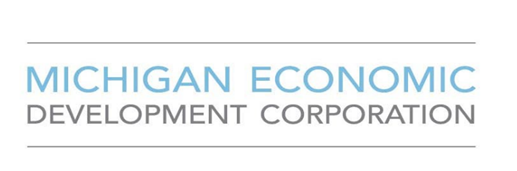 MICHIGAN ECONOMIC
DEVELOPMENT CORPORATION